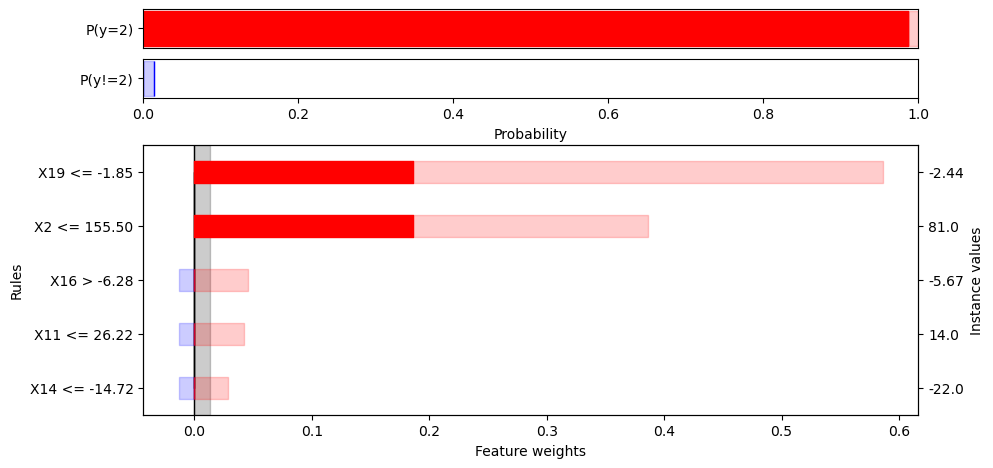 P(y=2)
P(y!=2)
0.0 0.2 0.4 0.6 0.8 1.0
Probability
X19 <= -1.85 -2.44
X2 <= 155.50 81.0
X16 > -6.28 -5.67
X11 <= 26.22 14.0
X14 <= -14.72 -22.0
Rules
Instance values
0.0 0.1 0.2 0.3 0.4 0.5 0.6
Feature weights